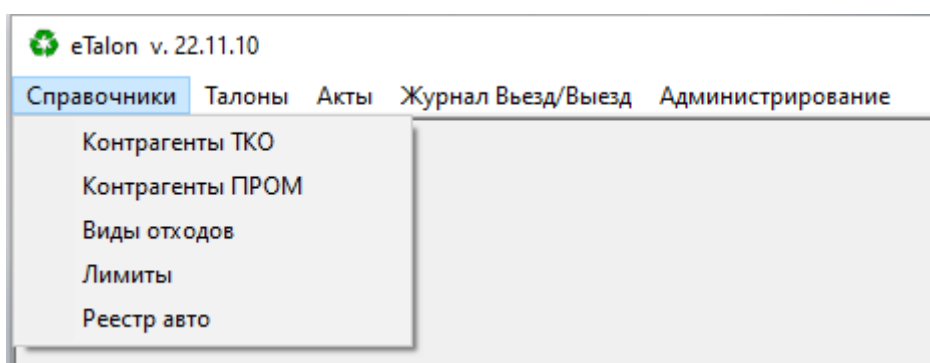 eTalon v. 22.11.10
Справочники Талоны Акты Журнал Вьезд/Выезд Администрирование
Контрагенты ТКО
Контрагенты ПРОМ
Виды отходов
Лимиты
Реестр авто